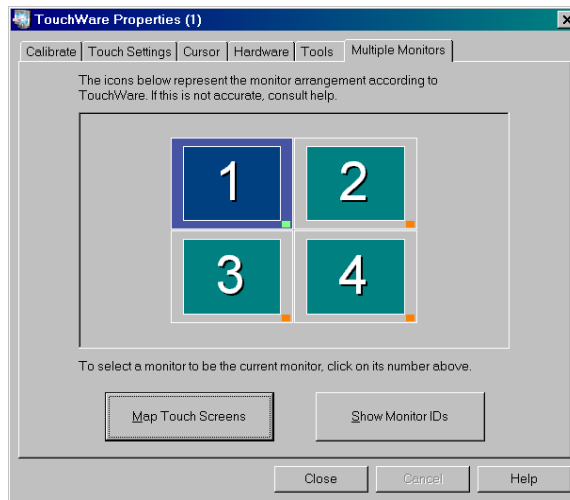 TouchWare Properties (1)
Calibrate Touch Settings Cursor Hardware Tools Multiple Monitors
The icons below represent the monitor arrangement according to
TouchWare. If this is not accurate, consult help.
1 2
3 4
To select a monitor to be the current monitor, click on its number above.
Map Touch Screens Show Monitor IDs
Close Cancel Help